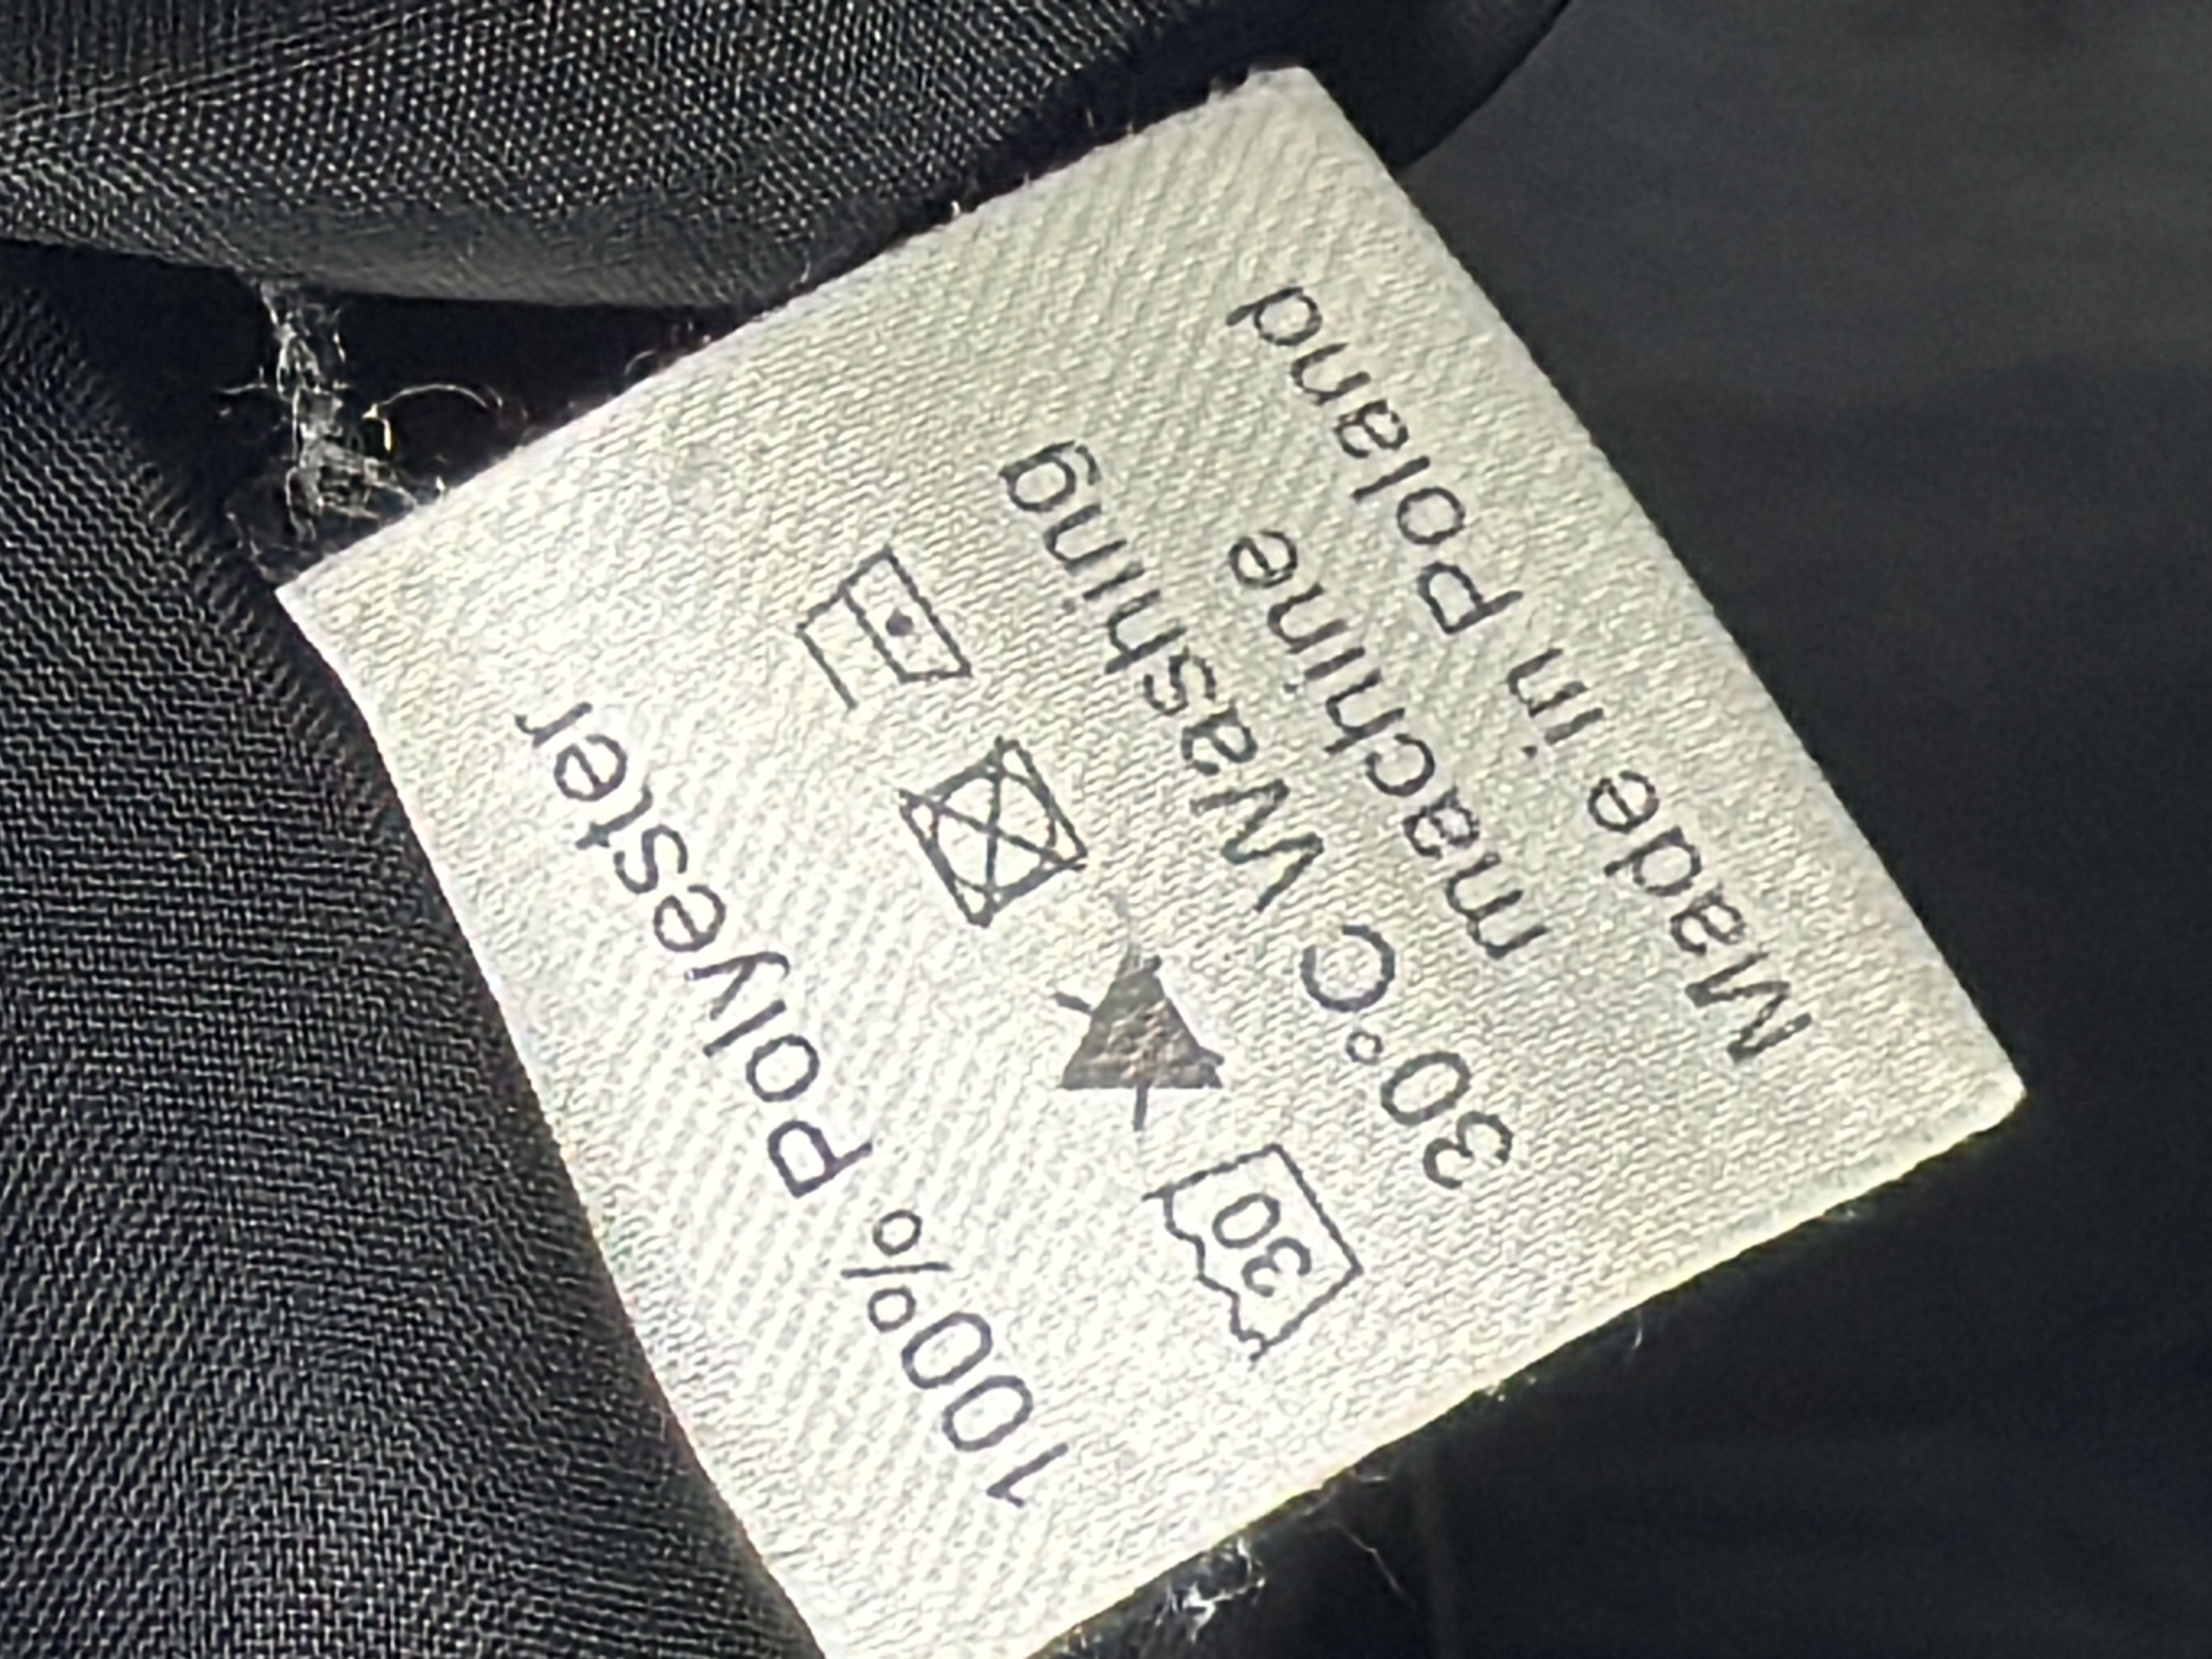 100% Polyester
30
30°C Washing
machine
Made in Poland